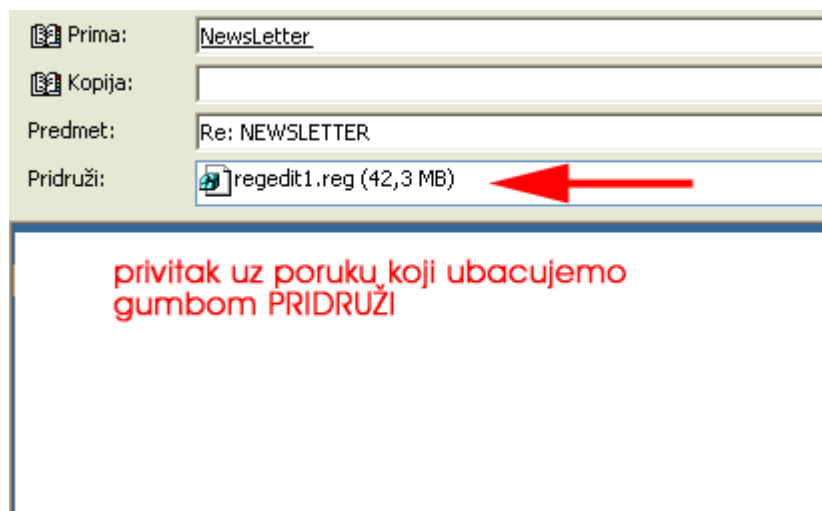 Prima: NewsLetter
Kopija:
Predmet: Re: NEWSLETTER
Pridruži: regedit1.reg (42,3 MB)
privitak uz poruku koji ubacujemo
gumbom PRIDRUŽI